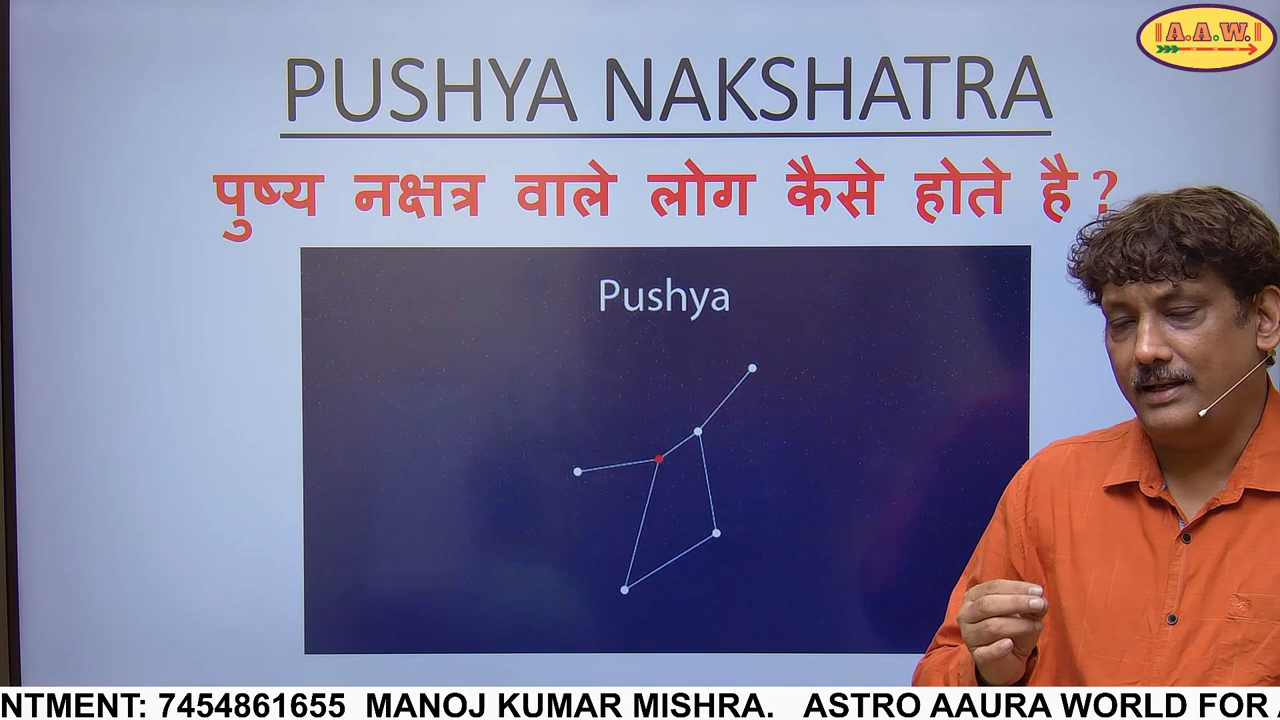 A.A.W.
PUSHYA NAKSHATRA
पुष्य नक्षत्र वाले लोग कैसे होते है ?
Pushya
NTMENT: 7454861655 MANOJ KUMAR MISHRA. ASTRO AAURA WORLD FOR